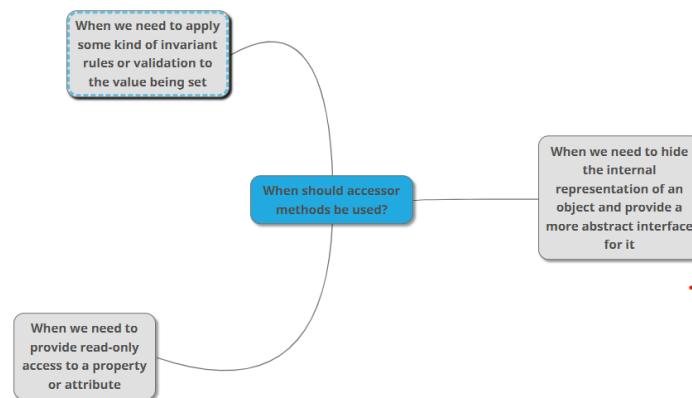 When we need to apply
some kind of invariant
rules or validation to
the value being set
When should accessor
methods be used?
When we need to hide
the internal
representation of an
object and provide a
more abstract interface
for it
When we need to
provide read-only
access to a property
or attribute